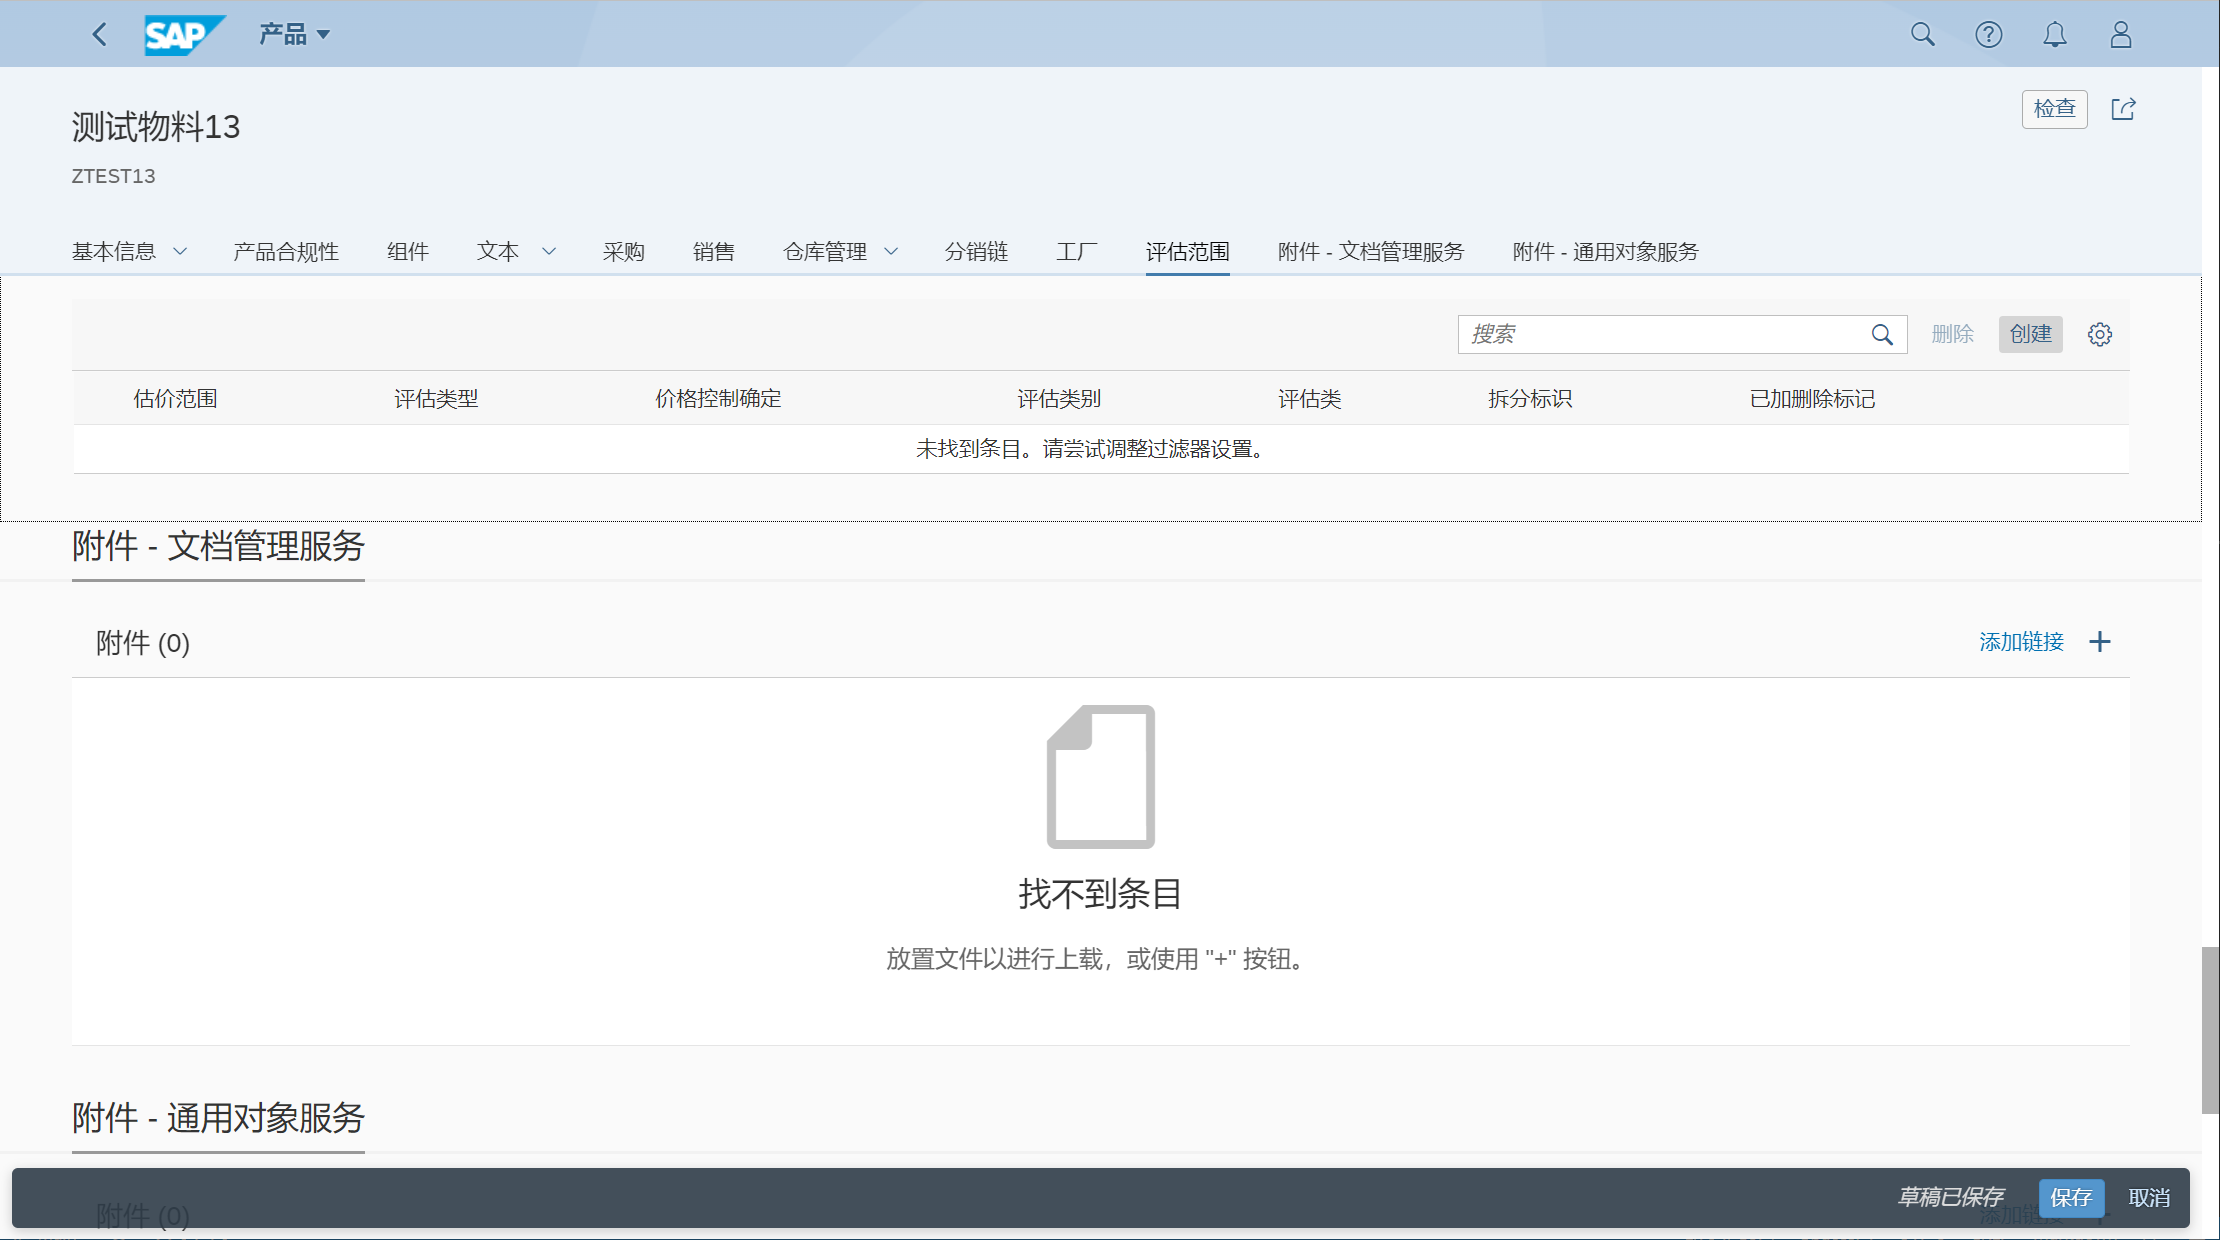 SAP 产品
检查
测试物料13
ZTEST13
基本信息 产品合规性 组件 文本 采购 销售 仓库管理 分销链 工厂 评估范围 附件 - 文档管理服务 附件 - 通用对象服务
搜索 删除 创建
估价范围 评估类型 价格控制确定 评估类别 评估类 拆分标识 已加删除标记
未找到条目。请尝试调整过滤器设置。
附件 - 文档管理服务
附件 (0) 添加链接
找不到条目
放置文件以进行上载，或使用 "+" 按钮。
附件 - 通用对象服务
草稿已保存 保存 取消
附件 (0) 添加链接